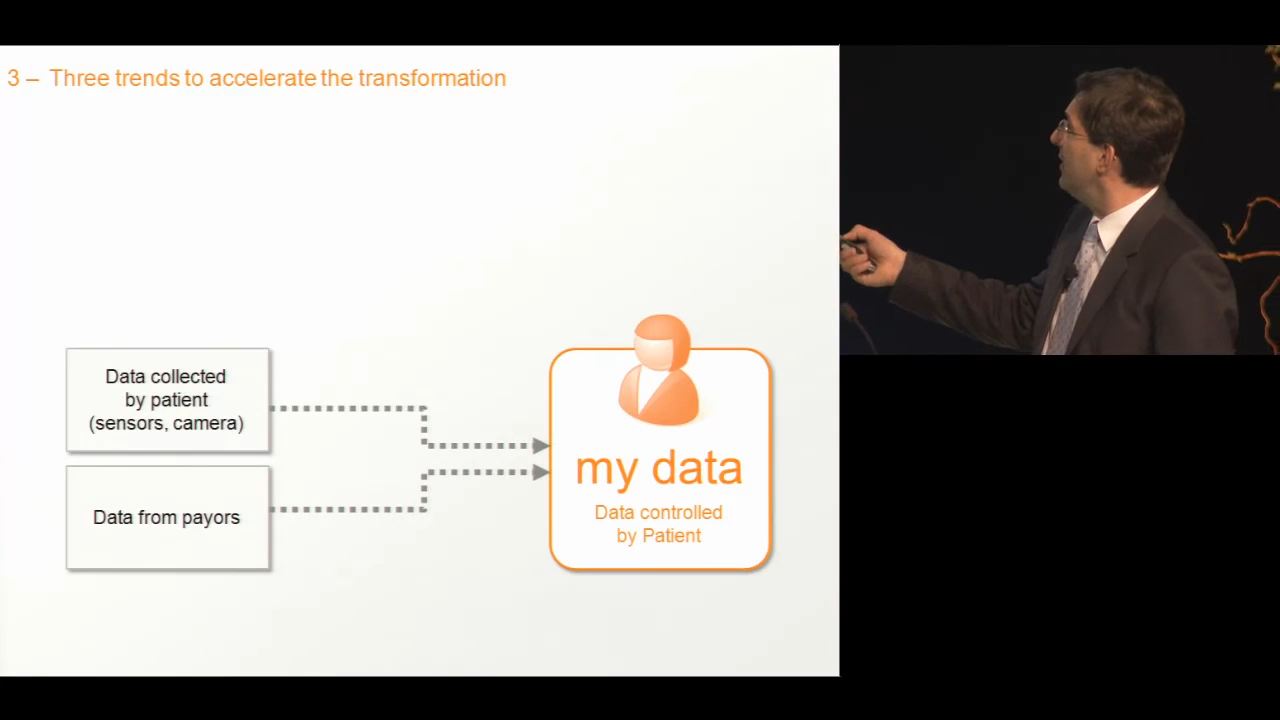 3 – Three trends to accelerate the transformation
Data collected
by patient
(sensors, camera)
Data from payors
my data
Data controlled
by Patient